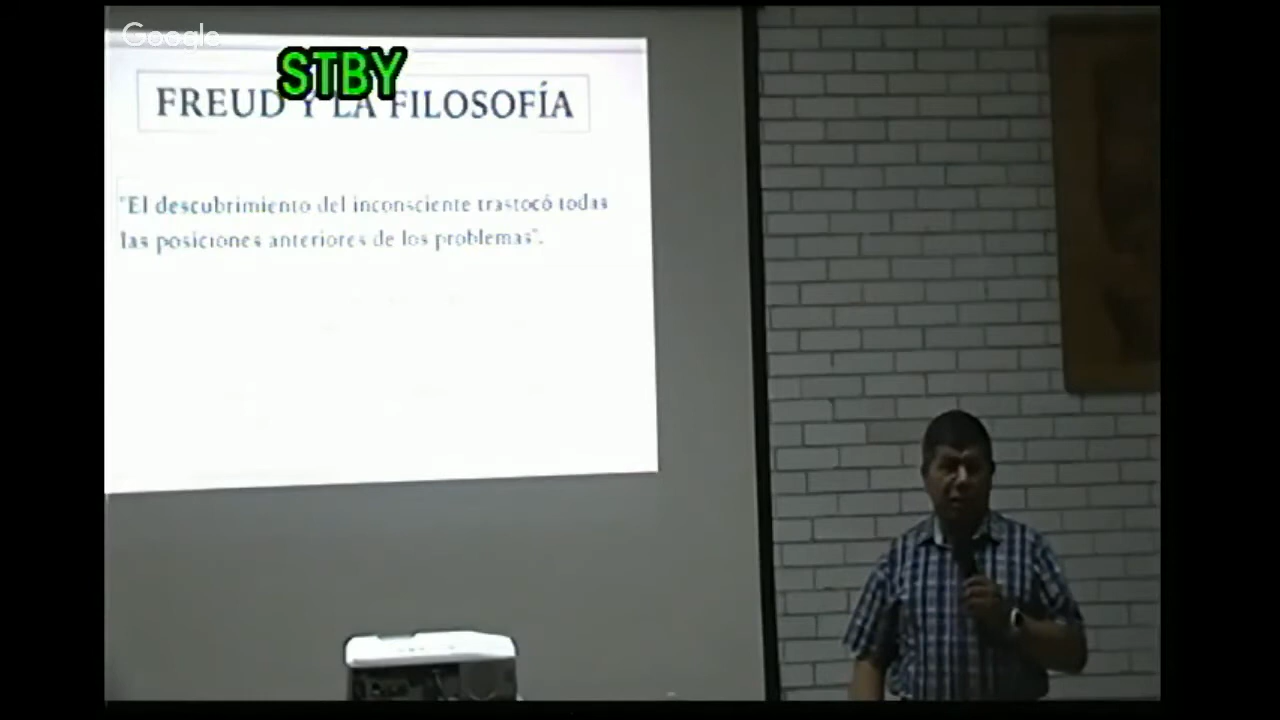 Google
STBY
FREUD Y LA FILOSOFÍA
"El descubrimiento del inconsciente trastocó todas
las posiciones anteriores de los problemas".